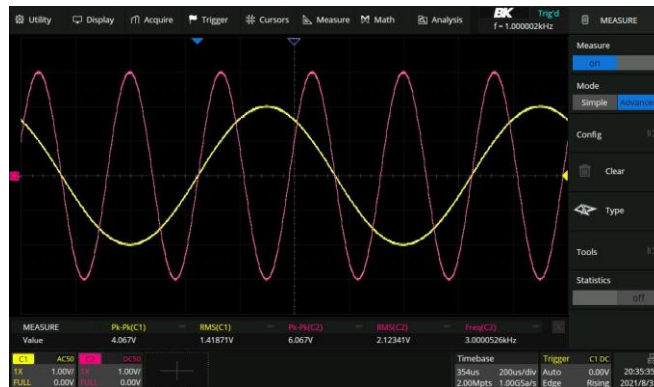 Utility Display Acquire Trigger Cursors Measure Math Analysis BK Trig'd
f = 1.000002kHz
MEASURE
Measure
on
Mode
Simple Advanced
Config
Clear
Type
Tools
Statistics
off
MEASURE Pk-Pk(C1) RMS(C1) Pk-Pk(C2) RMS(C2) Freq(C2)
Value 4.067V 1.41871V 6.067V 2.12341V 3.0000526kHz
C1 AC50 C2 DC50 Timebase Trigger C1 DC
1X 1.00V/ 1X 1.00V/ 354us 200us/div Auto 0.00V 20:35:35
FULL 0.00V FULL 0.00V 2.00Mpts 1.00GSa/s Edge Rising